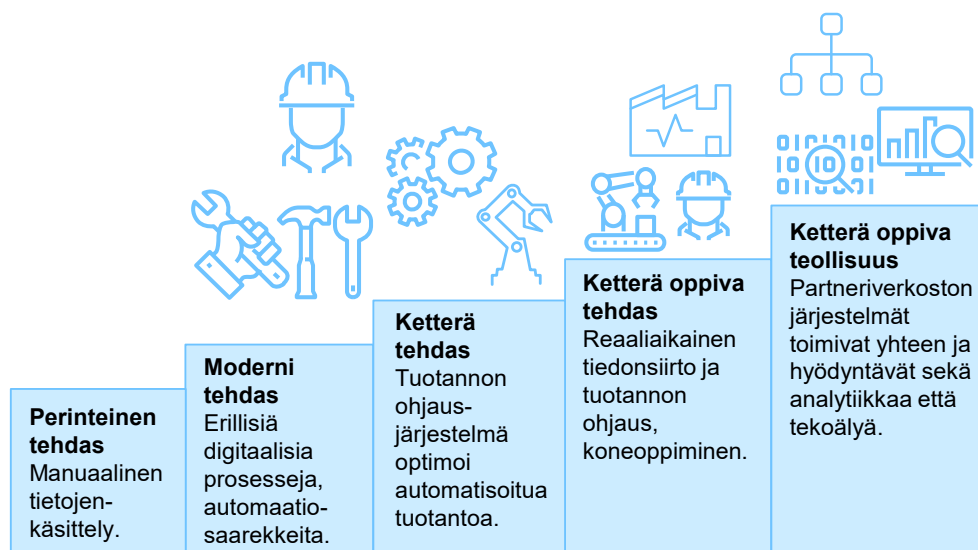 Perinteinen
tehdas
Manuaalinen
tietojen-
käsittely.
Moderni
tehdas
Erillisiä
digitaalisia
prosesseja,
automaatio-
saarekkeita.
Ketterä
tehdas
Tuotannon
ohjaus-
järjestelmä
optimoi
automatisoitua
tuotantoa.
Ketterä oppiva
tehdas
Reaaliaikainen
tiedonsiirto ja
tuotannon
ohjaus,
koneoppiminen.
Ketterä oppiva
teollisuus
Partneriverkoston
järjestelmät
toimivat yhteen ja
hyödyntävät sekä
analytiikkaa että
tekoälyä.